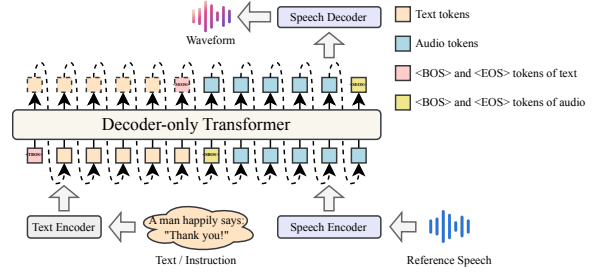 Waveform
Speech Decoder
Text tokens
Audio tokens
<BOS> and <EOS> tokens of text
<BOS> and <EOS> tokens of audio
Decoder-only Transformer
Text Encoder
A man happily says:
"Thank you!"
Text / Instruction
Speech Encoder
Reference Speech